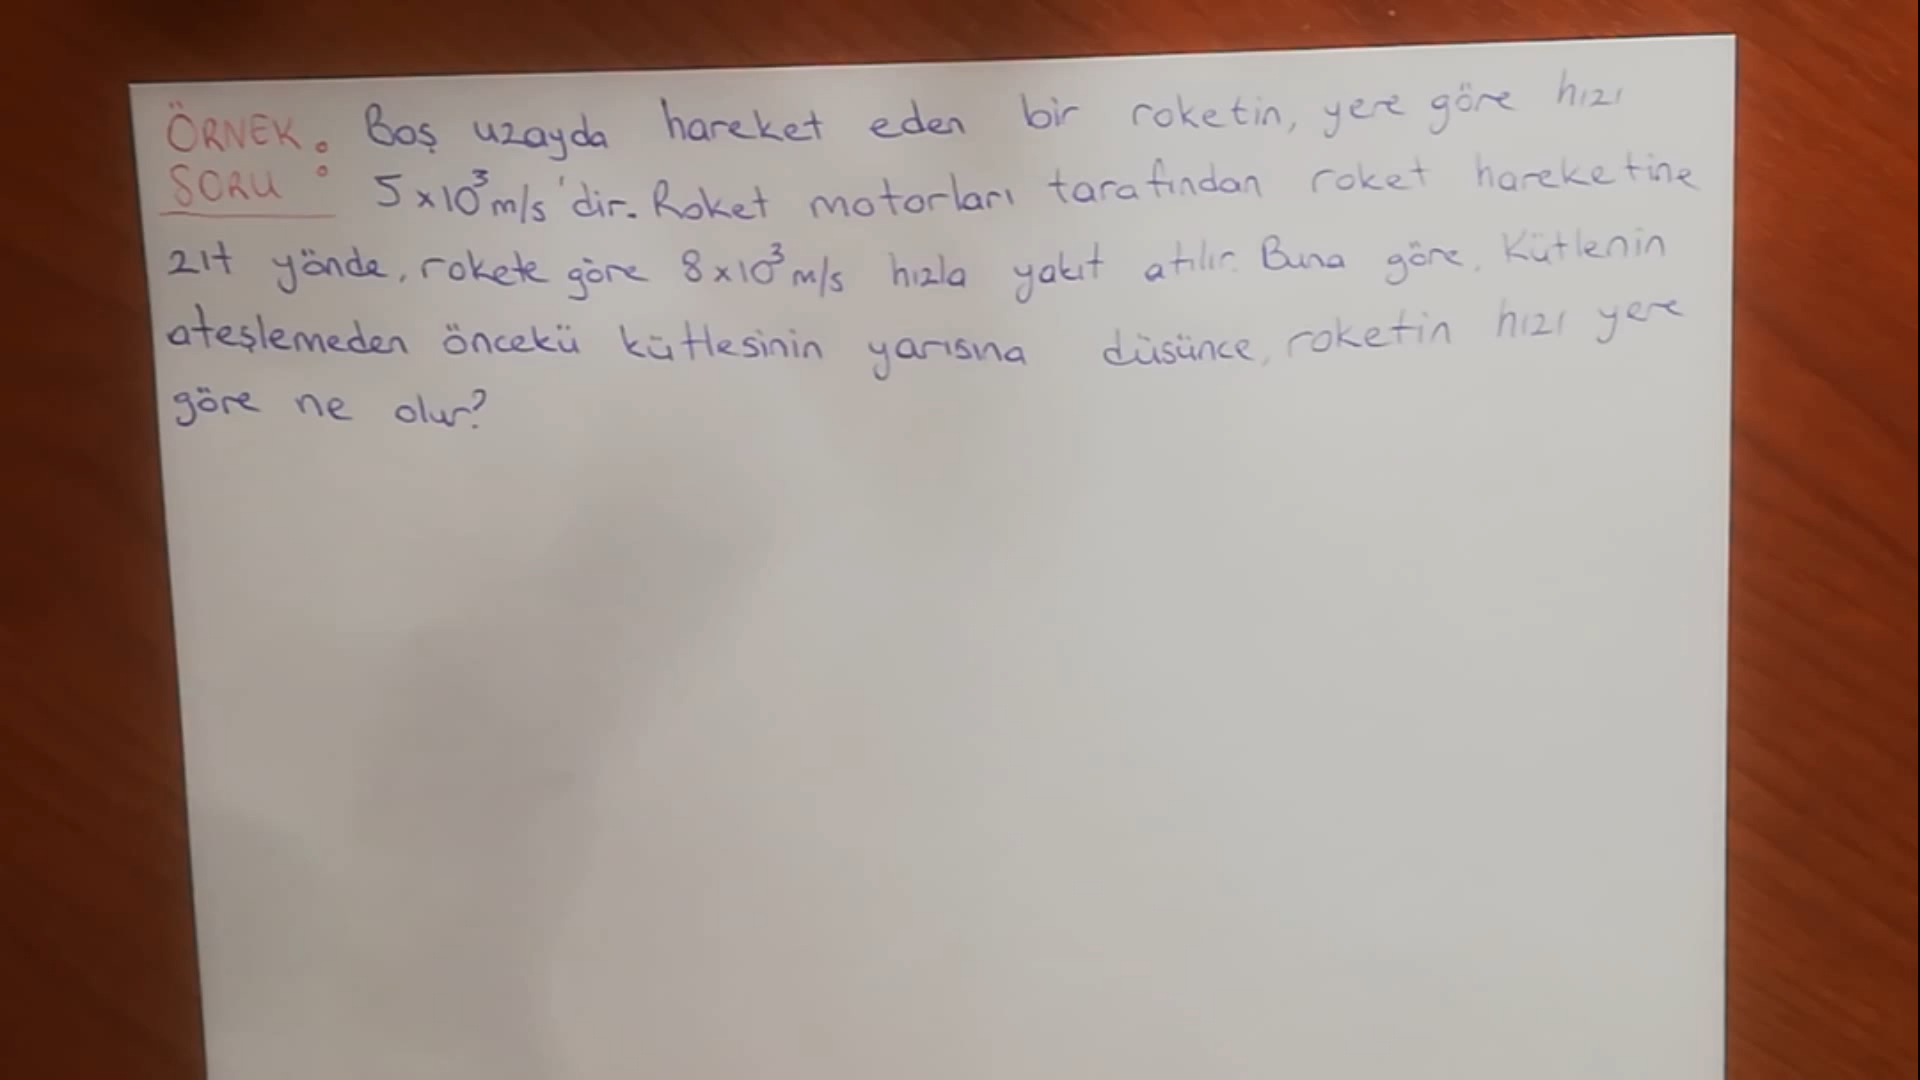 ÖRNEK: Boş uzayda hareket eden bir roketin, yere göre hızı
SORU 5x10³ m/s'dir. Roket motorları tarafından roket hareketine
zıt yönde, rokete göre 8x10³ m/s hızla yakıt atılır. Buna göre, Kütlenin
ateşlemeden öncekü kütlesinin yarısına düsünce, roketin hızı yere
göre ne olur?